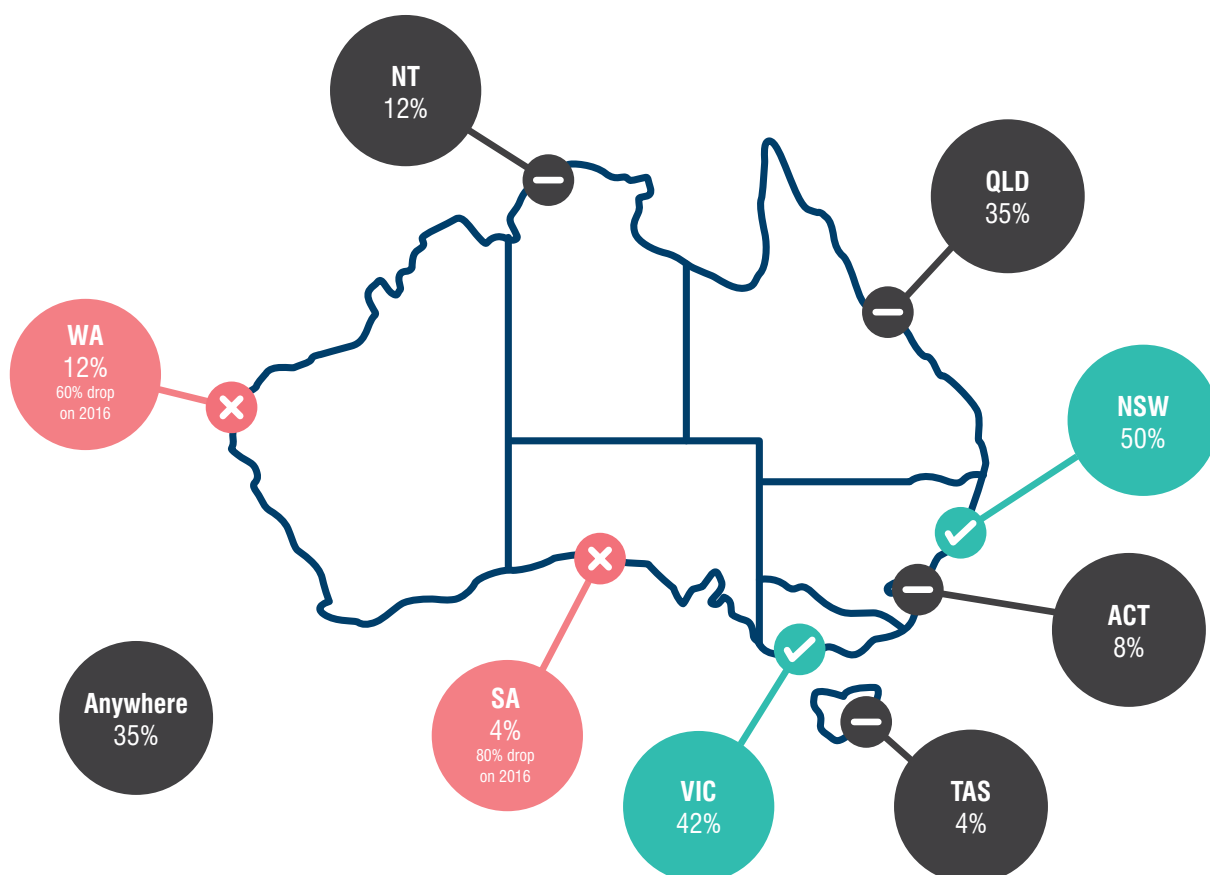 NT
12%
QLD
35%
WA
12%
60% drop
on 2016
NSW
50%
ACT
8%
Anywhere
35%
SA
4%
80% drop
on 2016
VIC
42%
TAS
4%